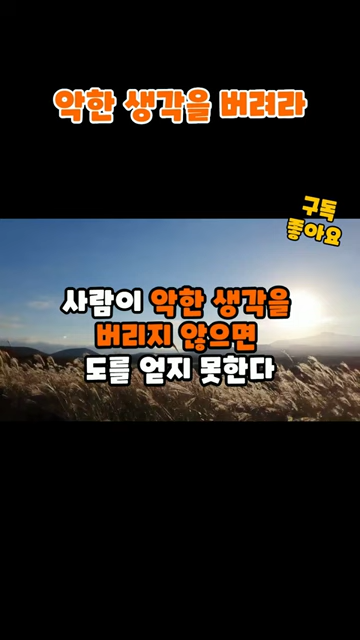 악한 생각을 버려라
구독
좋아요
사람이 악한 생각을
버리지 않으면
도를 얻지 못한다